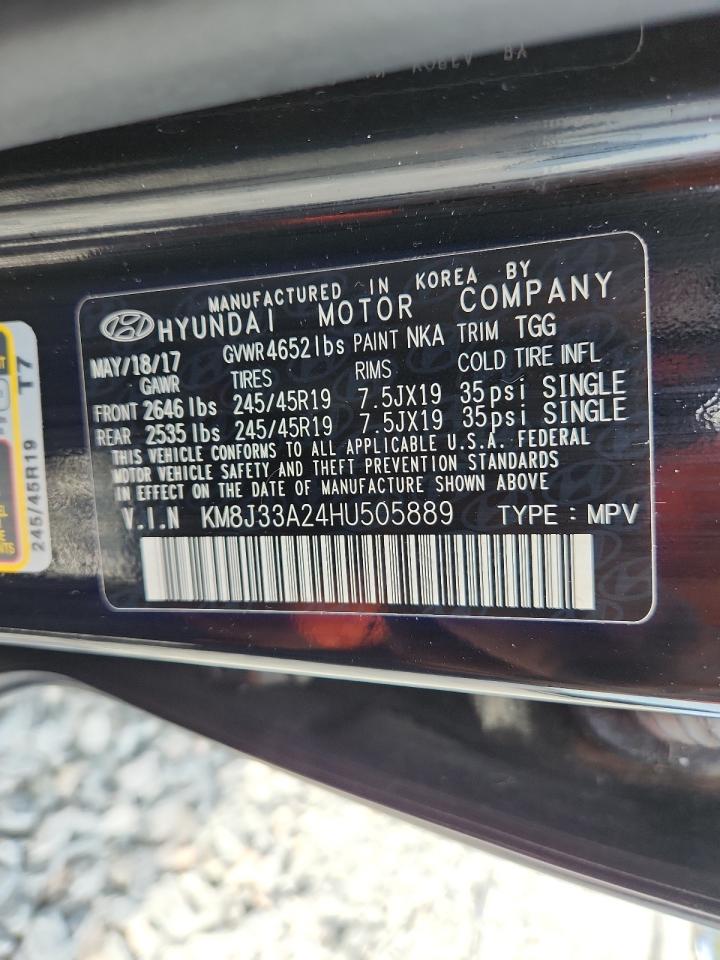 MANUFACTURED IN KOREA BY
HYUNDAI MOTOR COMPANY
MAY/18/17 GVWR 4652 lbs PAINT NKA TRIM TGG
GAWR TIRES RIMS COLD TIRE INFL
FRONT 2646 lbs 245/45R19 7.5JX19 35psi SINGLE
REAR 2535 lbs 245/45R19 7.5JX19 35psi SINGLE
THIS VEHICLE CONFORMS TO ALL APPLICABLE U.S.A. FEDERAL
MOTOR VEHICLE SAFETY AND THEFT PREVENTION STANDARDS
IN EFFECT ON THE DATE OF MANUFACTURE SHOWN ABOVE
V.I.N KM8J33A24HU505889 TYPE : MPV
T7
245/45R19